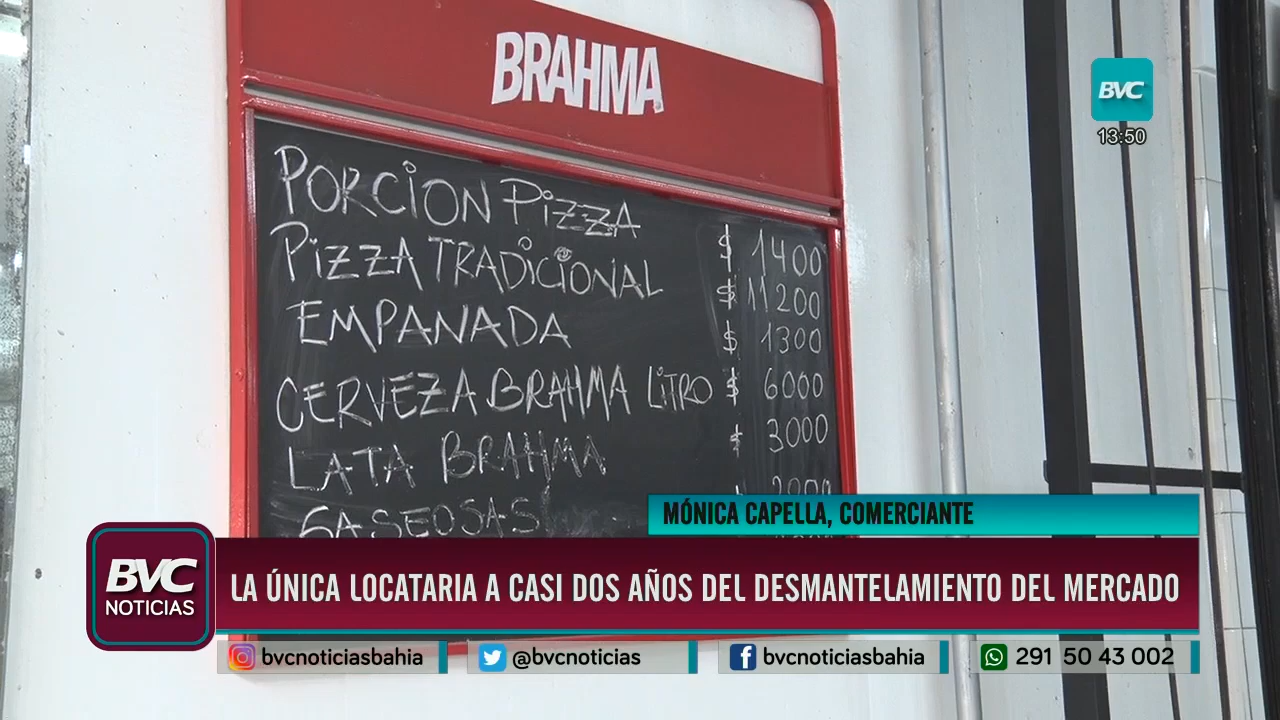 BRAHMA
BVC
13:50
PORCION PIZZA $ 1400
PIZZA TRADICIONAL $ 11200
EMPANADA $ 1300
CERVEZA BRAHMA LITRO $ 6000
LATA BRAHMA $ 3000
GASEOSAS
MÓNICA CAPELLA, COMERCIANTE
BVC
NOTICIAS
LA ÚNICA LOCATARIA A CASI DOS AÑOS DEL DESMANTELAMIENTO DEL MERCADO
bvcnoticiasbahia
@bvcnoticias
bvcnoticiasbahia
291 50 43 002